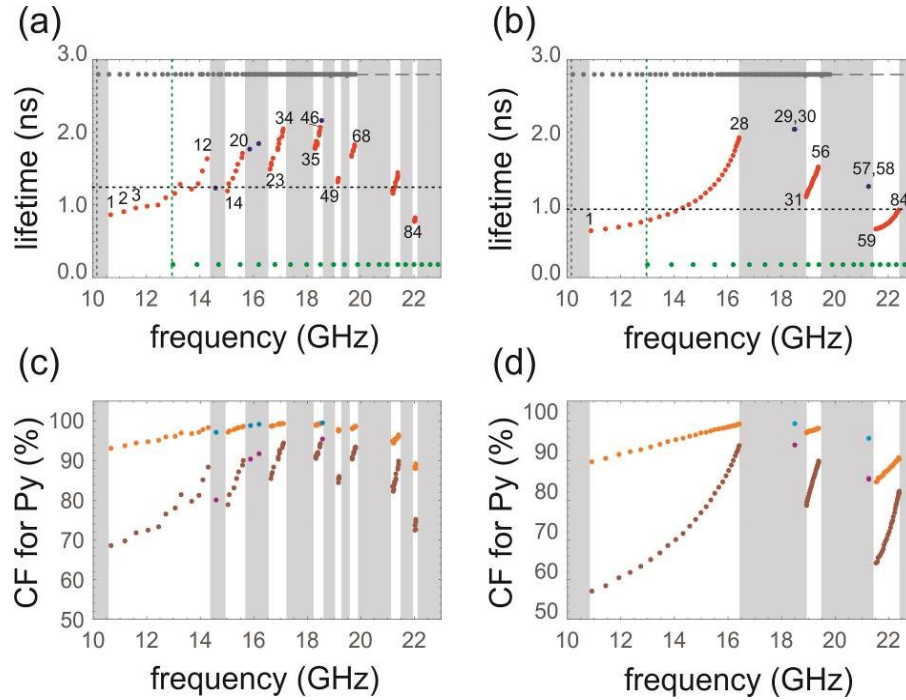 (a)
lifetime (ns)
3.0
2.0
1.0
0.0
1 2 3
12
14
20
23
34
35
46
49
68
84
10 12 14 16 18 20 22
frequency (GHz)
(b)
lifetime (ns)
3.0
2.0
1.0
0.0
1
28
29,30
31
56
57,58
59
84
10 12 14 16 18 20 22
frequency (GHz)
(c)
CF for Py (%)
100
90
80
70
60
50
10 12 14 16 18 20 22
frequency (GHz)
(d)
CF for Py (%)
100
90
80
70
60
50
10 12 14 16 18 20 22
frequency (GHz)